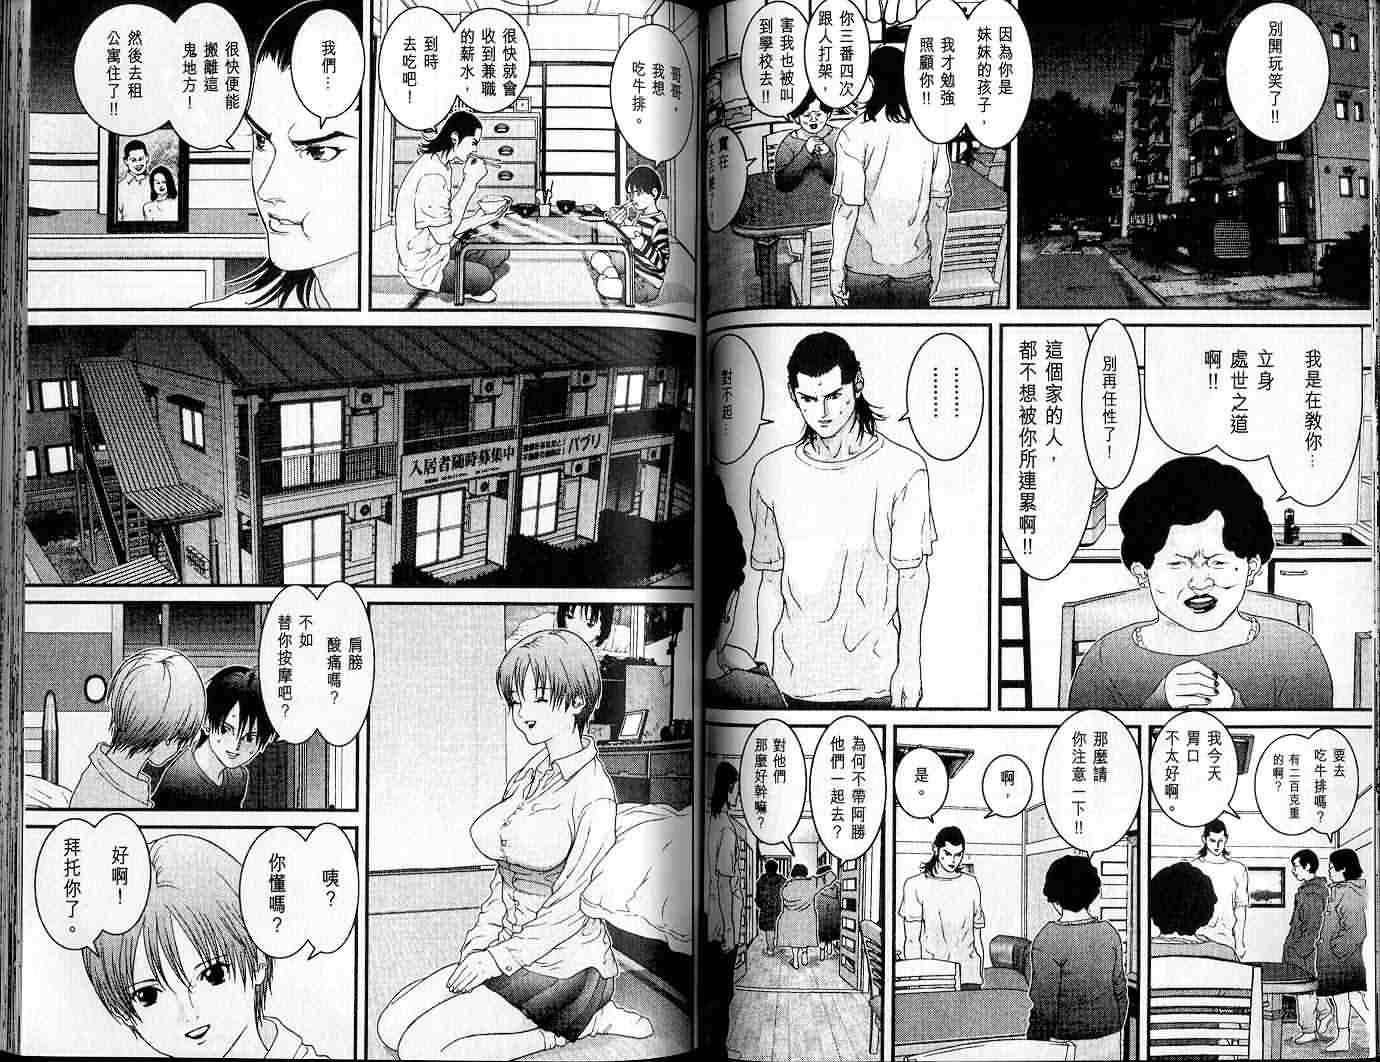 別開玩笑了!!
因為你是
妹妹的孩子，
我才勉強
照顧你!!
你三番四次
跟人打架，
害我也被叫
到學校去!!
實在
我是在教你…
立身
處世之道
啊!!
別再任性了！
這個家的人，
都不想被你所連累啊!!
…………
…………
對不起…
要去
吃牛排嗎？
有二百克重
的啊？
我今天
胃口
不太好啊。
那麼請
你注意一下!!
啊，
是。
為何不帶阿勝
他們一起去？
對他們
那麼好幹嘛？
哥哥，
我想
吃牛排。
很快就會
收到兼職
的薪水，
到時
去吃吧！
我們…
很快便能
搬離這
鬼地方！
然後去租
公寓住了!!
入居者随時募集中
パヴリ
肩膀
酸痛嗎？
不如
替你按摩吧？
咦？
你懂嗎？
好啊！
拜托你了。